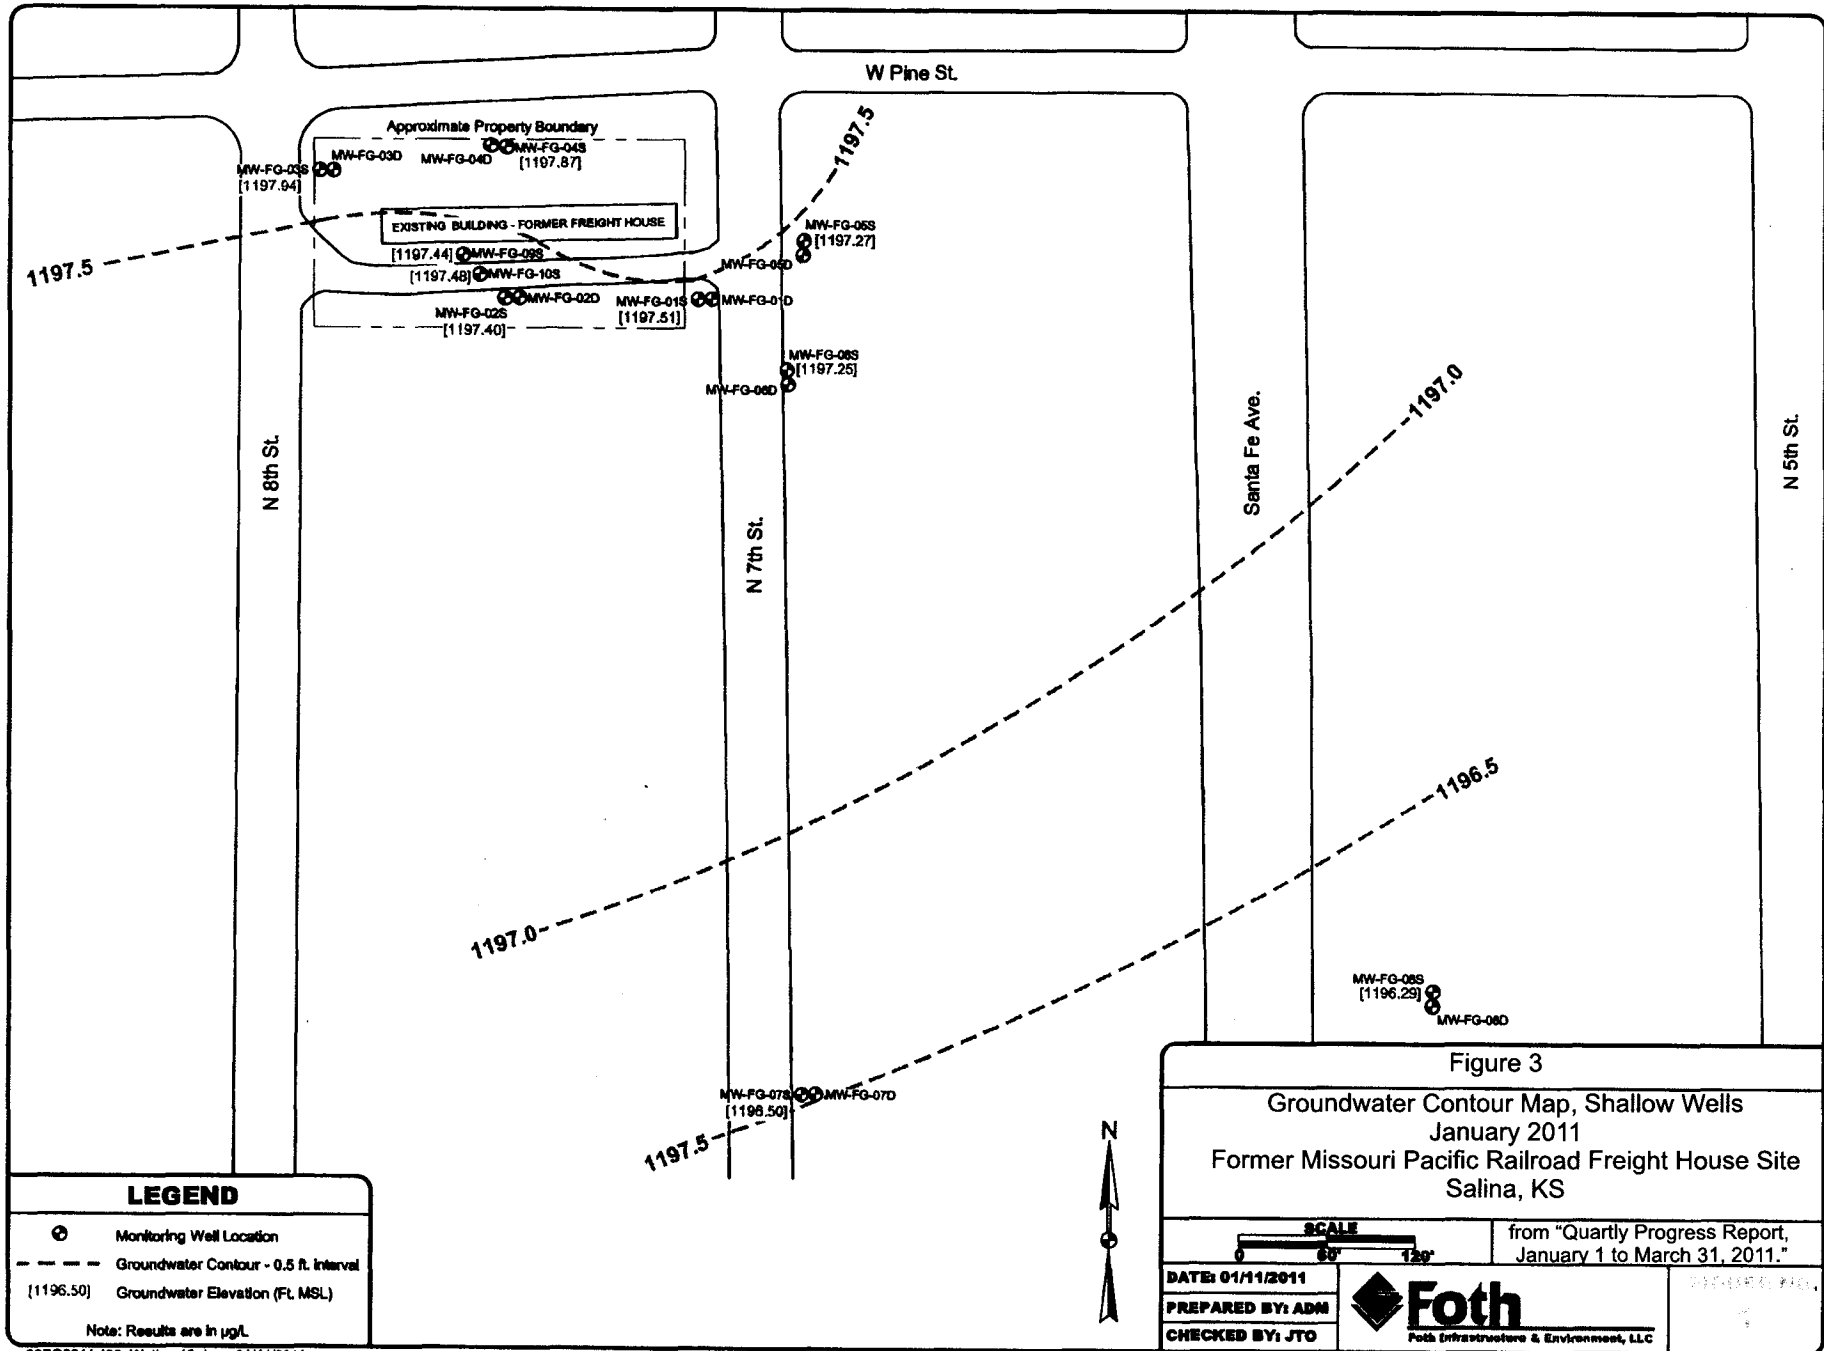 W Pine St.
Approximate Property Boundary
MW-FG-03D
MW-FG-03S
[1197.94]
MW-FG-04D
MW-FG-04S
[1197.87]
1197.5
EXISTING BUILDING - FORMER FREIGHT HOUSE
MW-FG-05S
[1197.27]
MW-FG-05D
[1197.44]
MW-FG-09S
[1197.48]
MW-FG-10S
1197.5
MW-FG-02D
MW-FG-02S
[1197.40]
MW-FG-01S
[1197.51]
MW-FG-01D
MW-FG-06S
[1197.25]
MW-FG-06D
1197.0
N 8th St.
N 7th St.
Santa Fe Ave.
N 5th St.
1196.5
1197.0
MW-FG-08S
[1196.29]
MW-FG-08D
MW-FG-07S
[1196.50]
MW-FG-07D
1197.5
N
LEGEND
Monitoring Well Location
Groundwater Contour - 0.5 ft. interval
[1196.50] Groundwater Elevation (Ft. MSL)
Note: Results are in µg/L
Figure 3
Groundwater Contour Map, Shallow Wells
January 2011
Former Missouri Pacific Railroad Freight House Site
Salina, KS
SCALE
0 60' 120'
from "Quartly Progress Report,
January 1 to March 31, 2011."
DATE: 01/11/2011
PREPARED BY: ADM
CHECKED BY: JTO
Foth
Foth Infrastructure & Environment, LLC